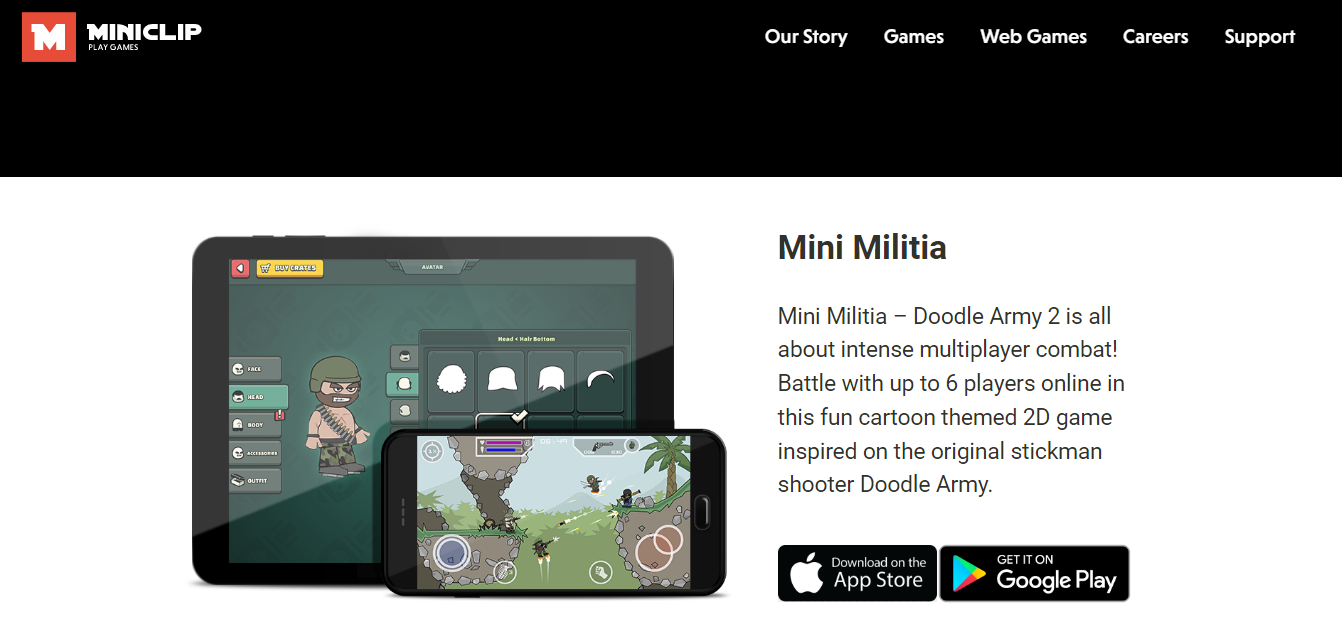 MINICLIP
PLAY GAMES
Our Story
Games
Web Games
Careers
Support
BUY CRATES
AVATAR
Head < Hair Bottom
FACE
HEAD
BODY
ACCESSORIES
OUTFIT
Mini Militia
Mini Militia – Doodle Army 2 is all
about intense multiplayer combat!
Battle with up to 6 players online in
this fun cartoon themed 2D game
inspired on the original stickman
shooter Doodle Army.
Download on the
App Store
GET IT ON
Google Play